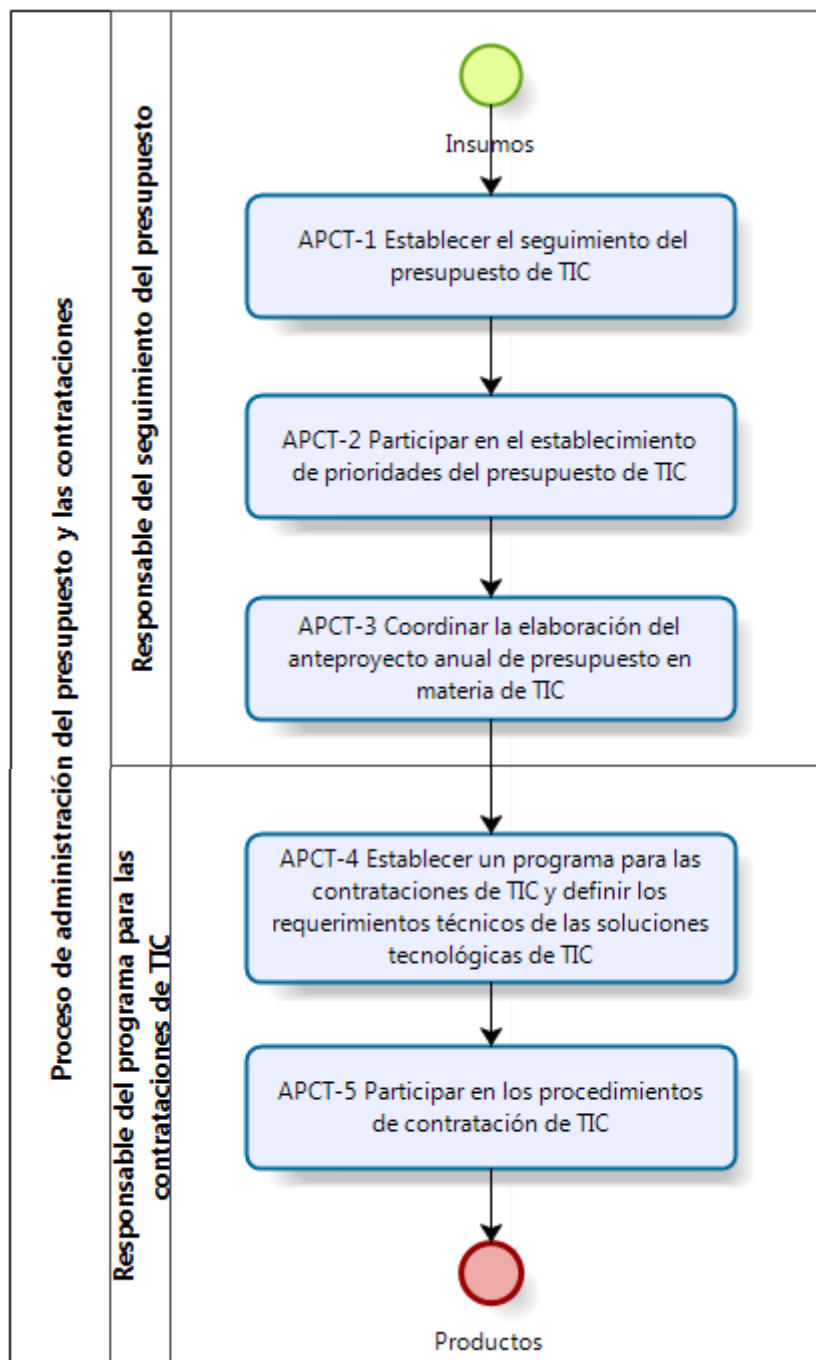 Proceso de administración del presupuesto y las contrataciones
Responsable del seguimiento del presupuesto
Insumos
APCT-1 Establecer el seguimiento del
presupuesto de TIC
APCT-2 Participar en el establecimiento
de prioridades del presupuesto de TIC
APCT-3 Coordinar la elaboración del
anteproyecto anual de presupuesto en
materia de TIC
Responsable del programa para las
contrataciones de TIC
APCT-4 Establecer un programa para las
contrataciones de TIC y definir los
requerimientos técnicos de las soluciones
tecnológicas de TIC
APCT-5 Participar en los procedimientos
de contratación de TIC
Productos